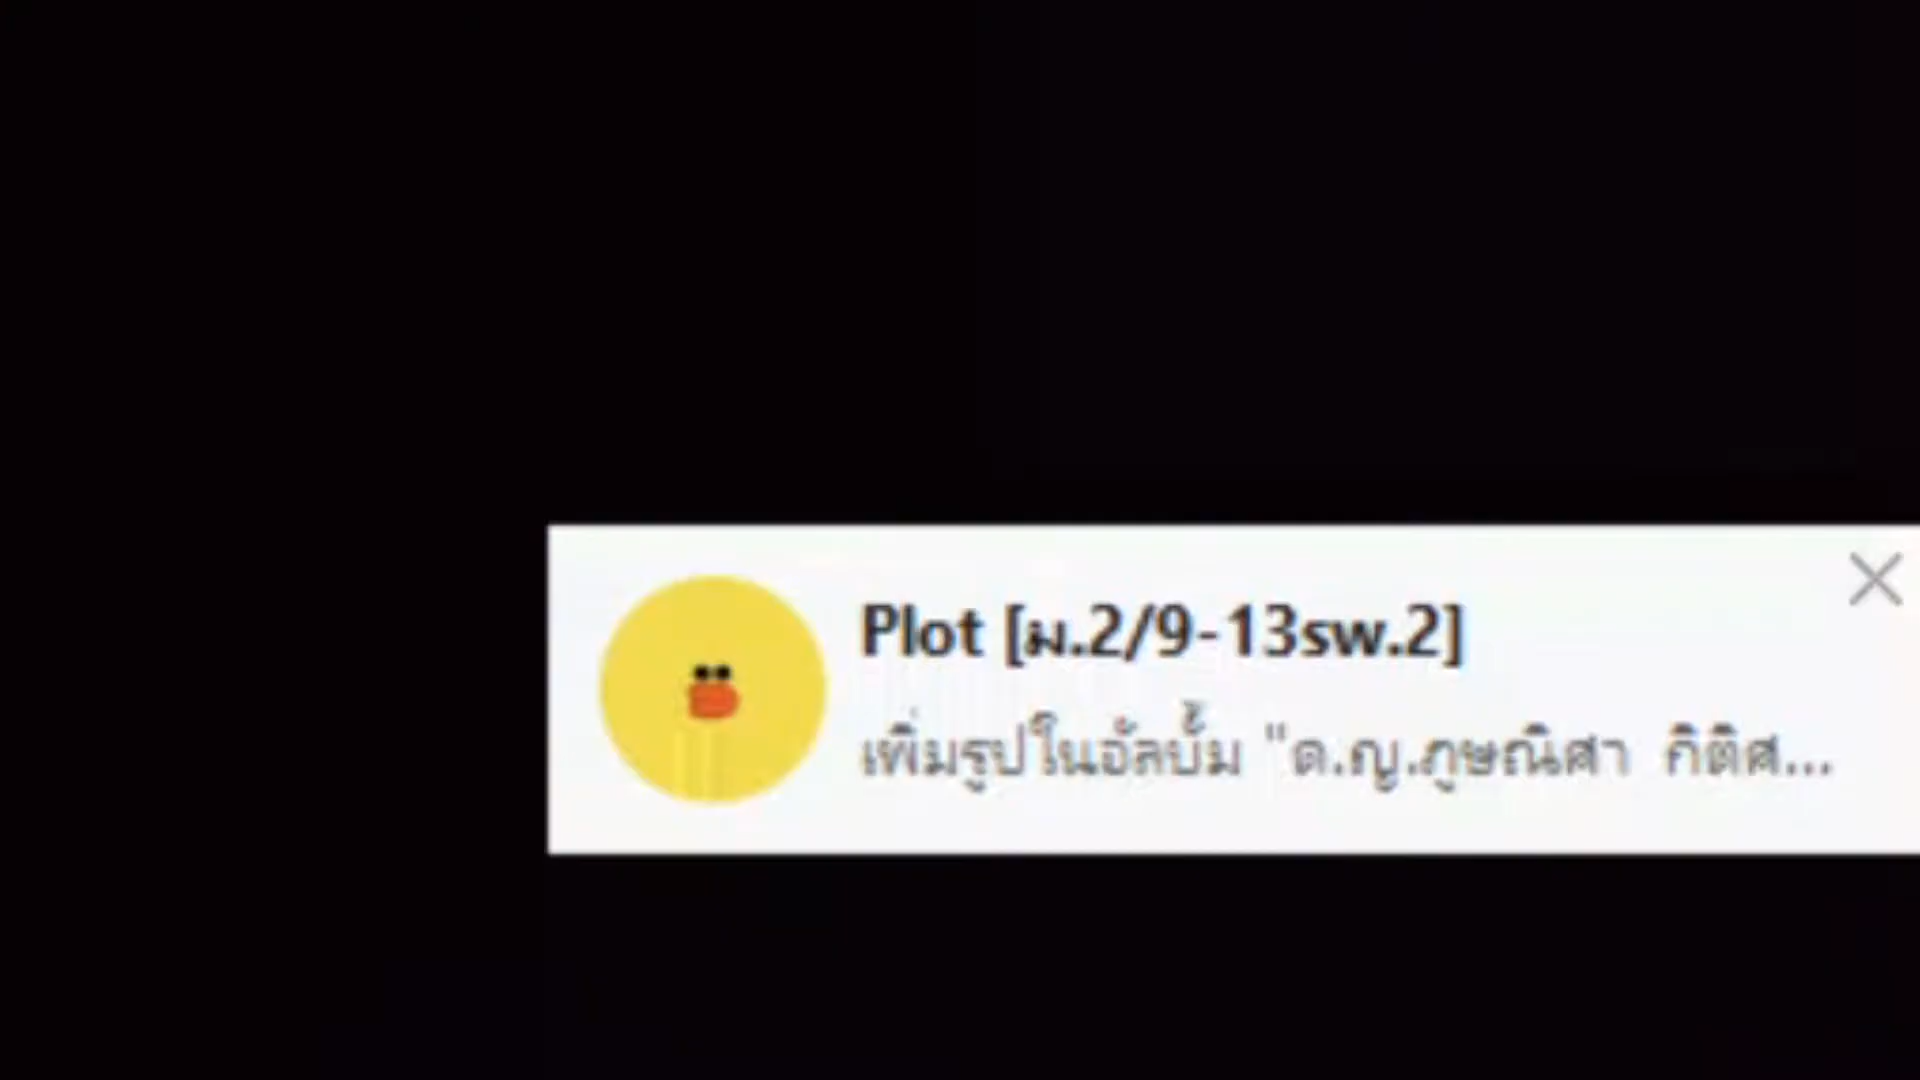 Plot [ม.2/9-13sw.2]
เพิ่มรูปในอัลบั้ม "ด.ญ.ภูษณิศา กิติศ...